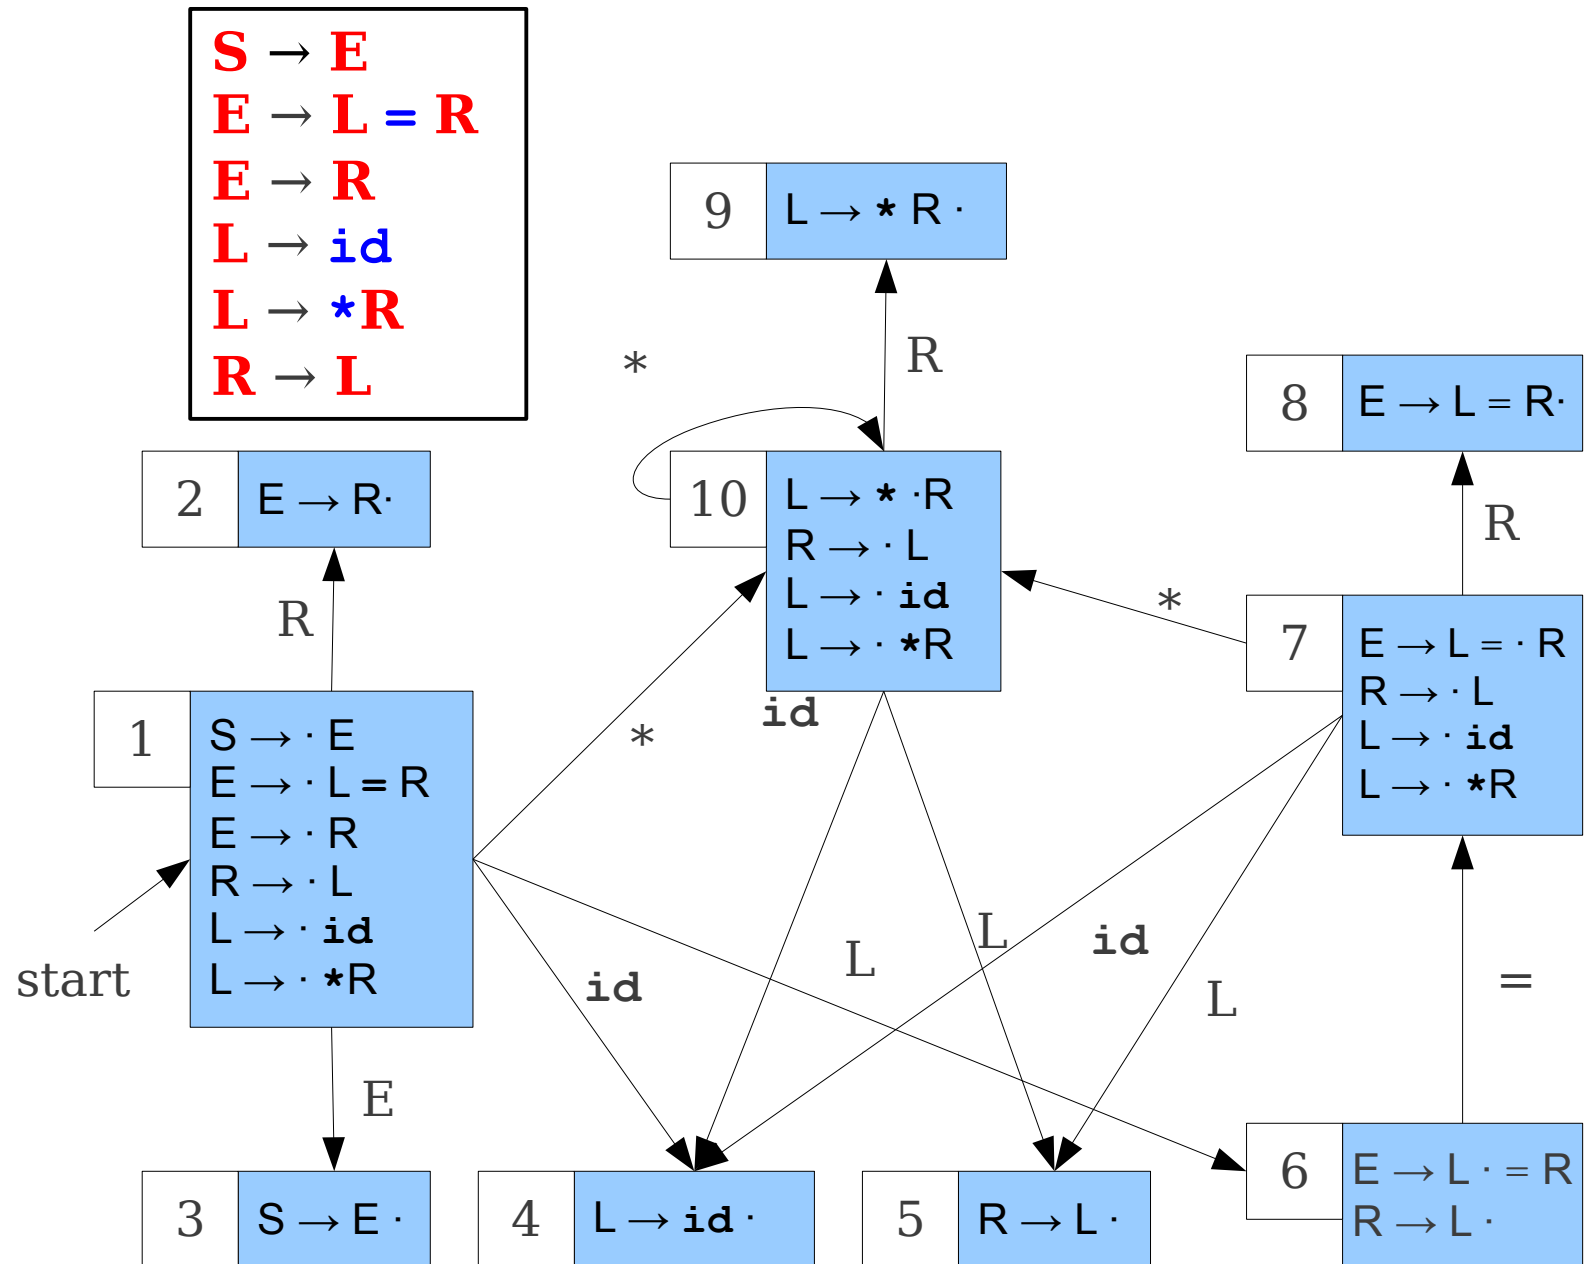 S → E
E → L = R
E → R
L → id
L → *R
R → L
9
L → * R ·
*
R
8
E → L = R·
2
E → R·
10
L → * ·R
R → · L
L → · id
L → · *R
R
R
*
7
E → L = · R
R → · L
L → · id
L → · *R
id
*
1
S → · E
E → · L = R
E → · R
R → · L
L → · id
L → · *R
start
id
L
L
id
L
=
E
3
S → E ·
4
L → id ·
5
R → L ·
6
E → L · = R
R → L ·